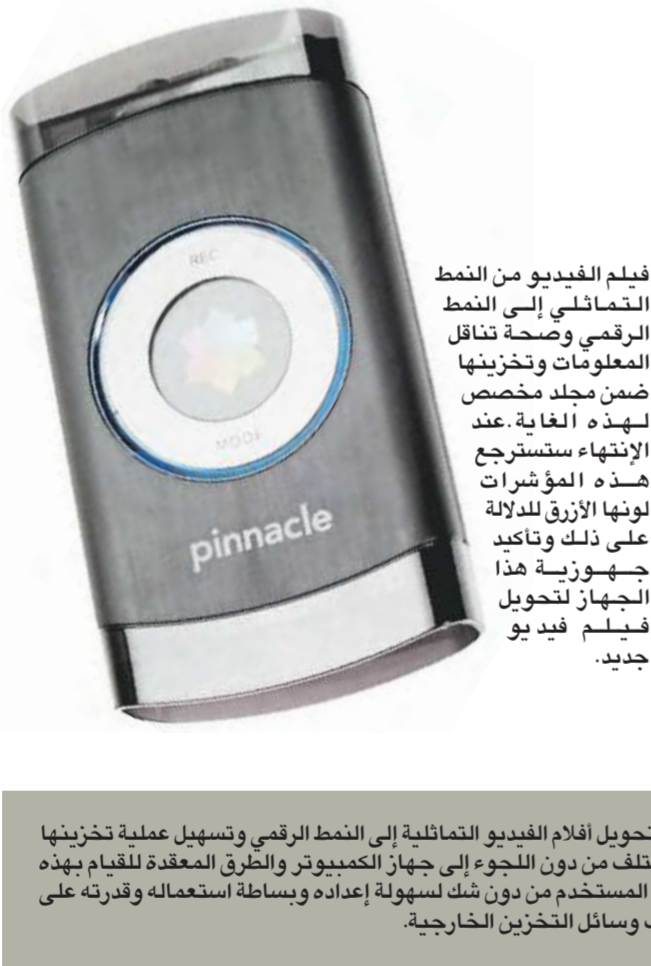 REC
MODE
pinnacle
فيلم الفيديو من النمط
التماثلي إلى النمط
الرقمي وصحة تناقل
المعلومات وتخزينها
ضمن مجلد مخصص
لهذه الغاية.عند
الإنتهاء ستسترجع
هذه المؤشرات
لونها الأزرق للدلالة
على ذلك وتأكيد
جهوزية هذا
الجهاز لتحويل
فيلم فيديو
جديد.
تحويل أفلام الفيديو التماثلية إلى النمط الرقمي وتسهيل عملية تخزينها
من دون اللجوء إلى جهاز الكمبيوتر والطرق المعقدة للقيام بهذه
المستخدم من دون شك لسهولة إعداده وبساطة استعماله وقدرته على
وسائل التخزين الخارجية.